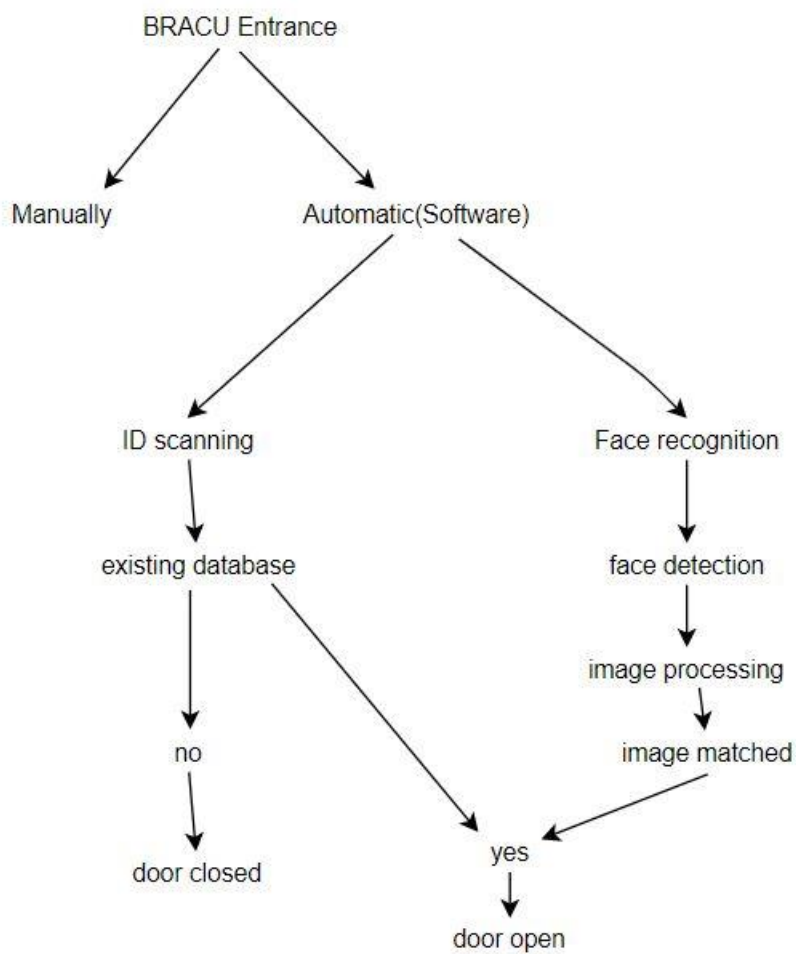 BRACU Entrance
Manually
Automatic(Software)
ID scanning
Face recognition
existing database
face detection
image processing
no
image matched
yes
door closed
door open